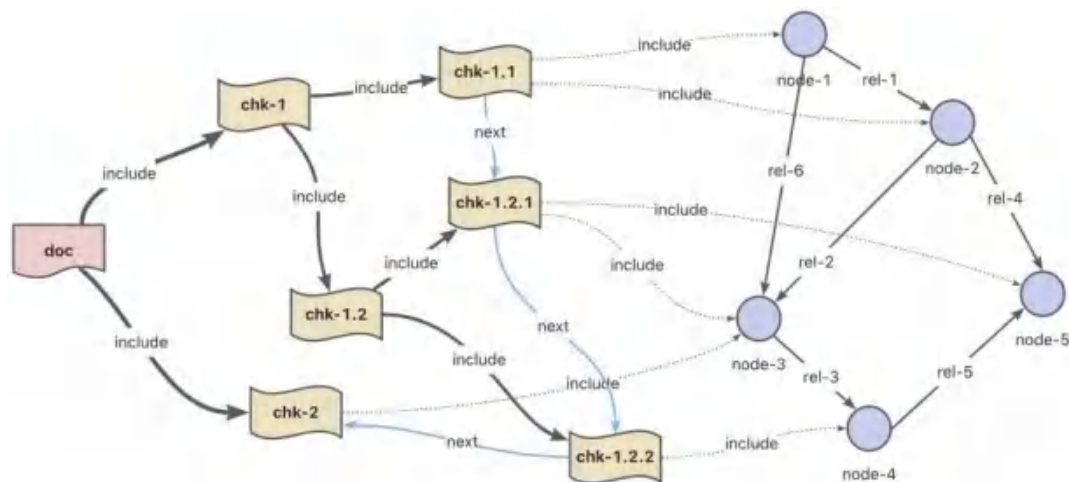 include
node-1
chk-1.1
rel-1
chk-1
include
include
next
node-2
include
rel-6
include
chk-1.2.1
include
rel-4
doc
include
include
rel-2
chk-1.2
next
node-5
include
include
node-3
rel-3
rel-5
include
chk-2
next
chk-1.2.2
include
node-4